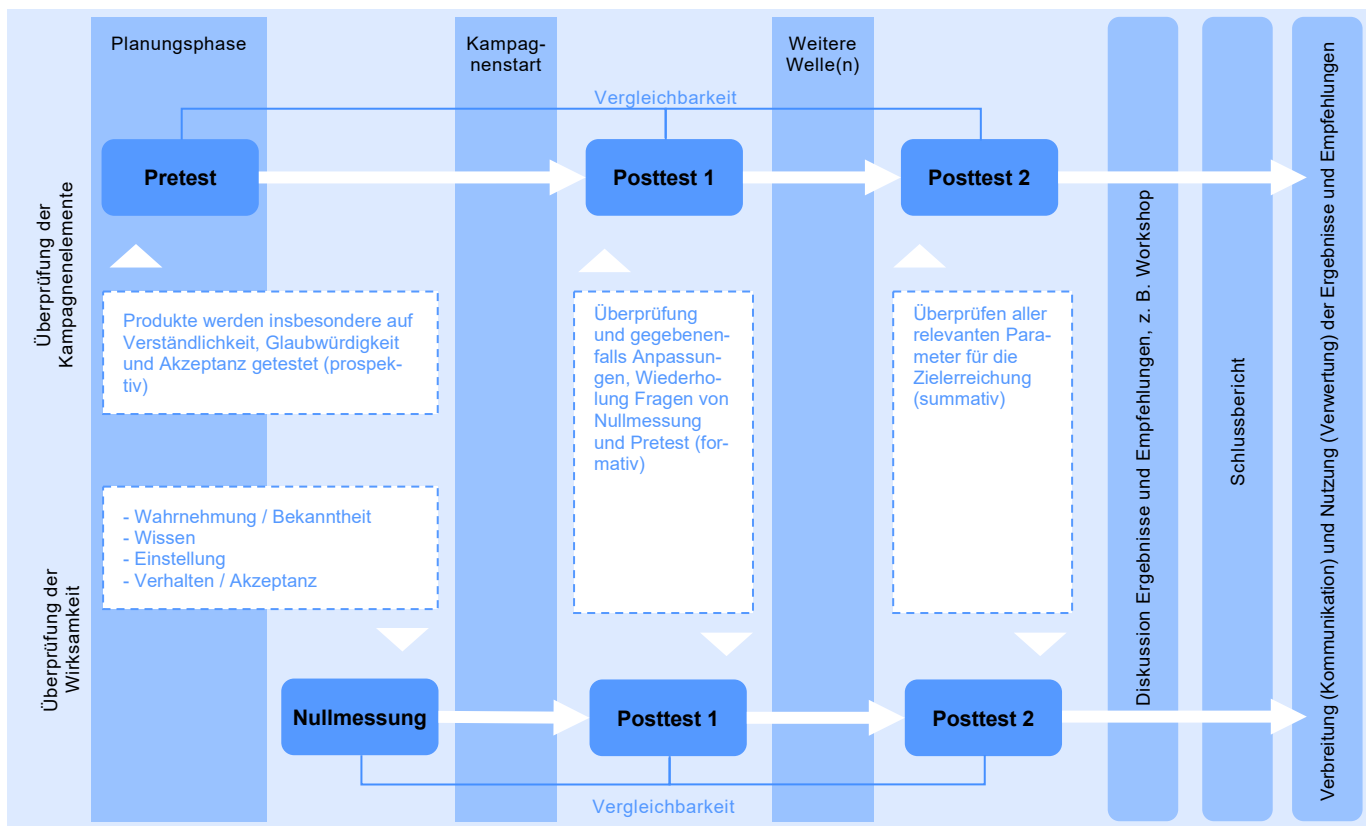 Planungsphase
Kampag-
nenstart
Weitere
Welle(n)
Vergleichbarkeit
Überprüfung der
Kampagnenelemente
Pretest
Posttest 1
Posttest 2
Produkte werden insbesondere auf
Verständlichkeit, Glaubwürdigkeit
und Akzeptanz getestet (prospek-
tiv)
Überprüfung
und gegebenen-
falls Anpassun-
gen, Wiederho-
lung Fragen von
Nullmessung
und Pretest (for-
mativ)
Überprüfen aller
relevanten Para-
meter für die
Zielerreichung
(summativ)
- Wahrnehmung / Bekanntheit
- Wissen
- Einstellung
- Verhalten / Akzeptanz
Überprüfung der
Wirksamkeit
Nullmessung
Posttest 1
Posttest 2
Vergleichbarkeit
Diskussion Ergebnisse und Empfehlungen, z. B. Workshop
Schlussbericht
Verbreitung (Kommunikation) und Nutzung (Verwertung) der Ergebnisse und Empfehlungen